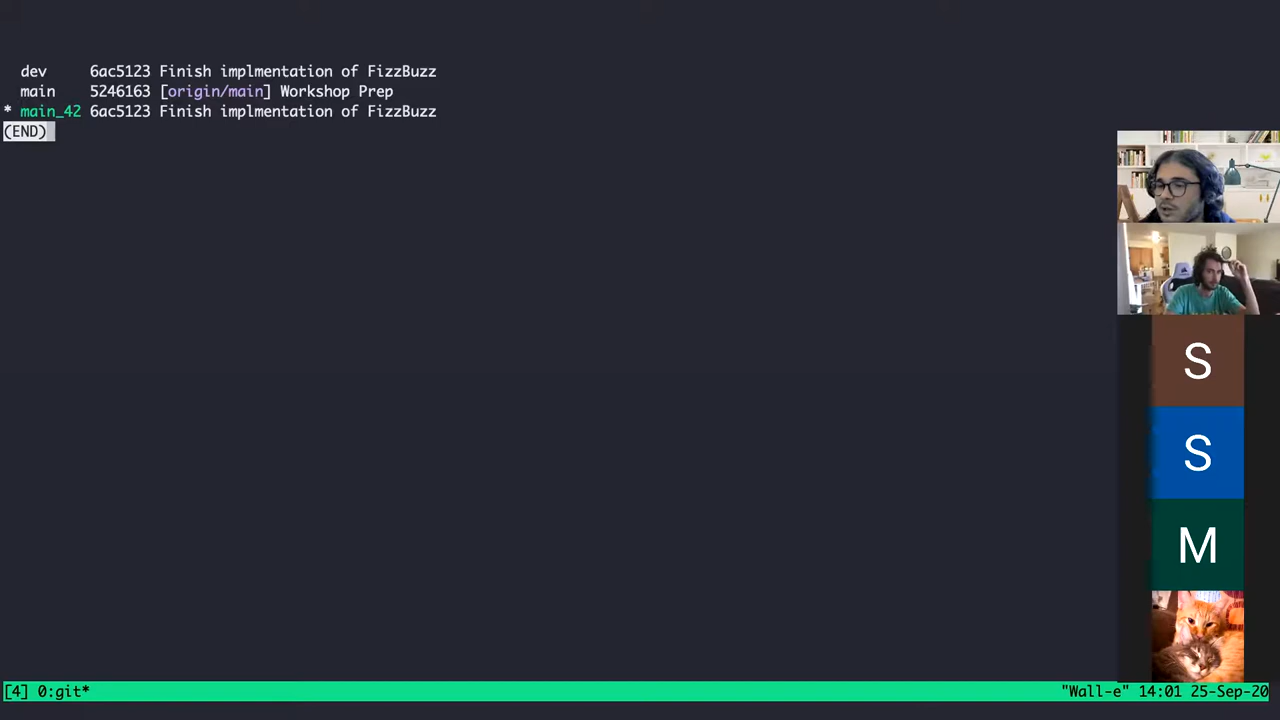 dev 6ac5123 Finish implmentation of FizzBuzz
main 5246163 [origin/main] Workshop Prep
* main_42 6ac5123 Finish implmentation of FizzBuzz
(END)
S
S
M
[4] 0:git* "Wall-e" 14:01 25-Sep-20